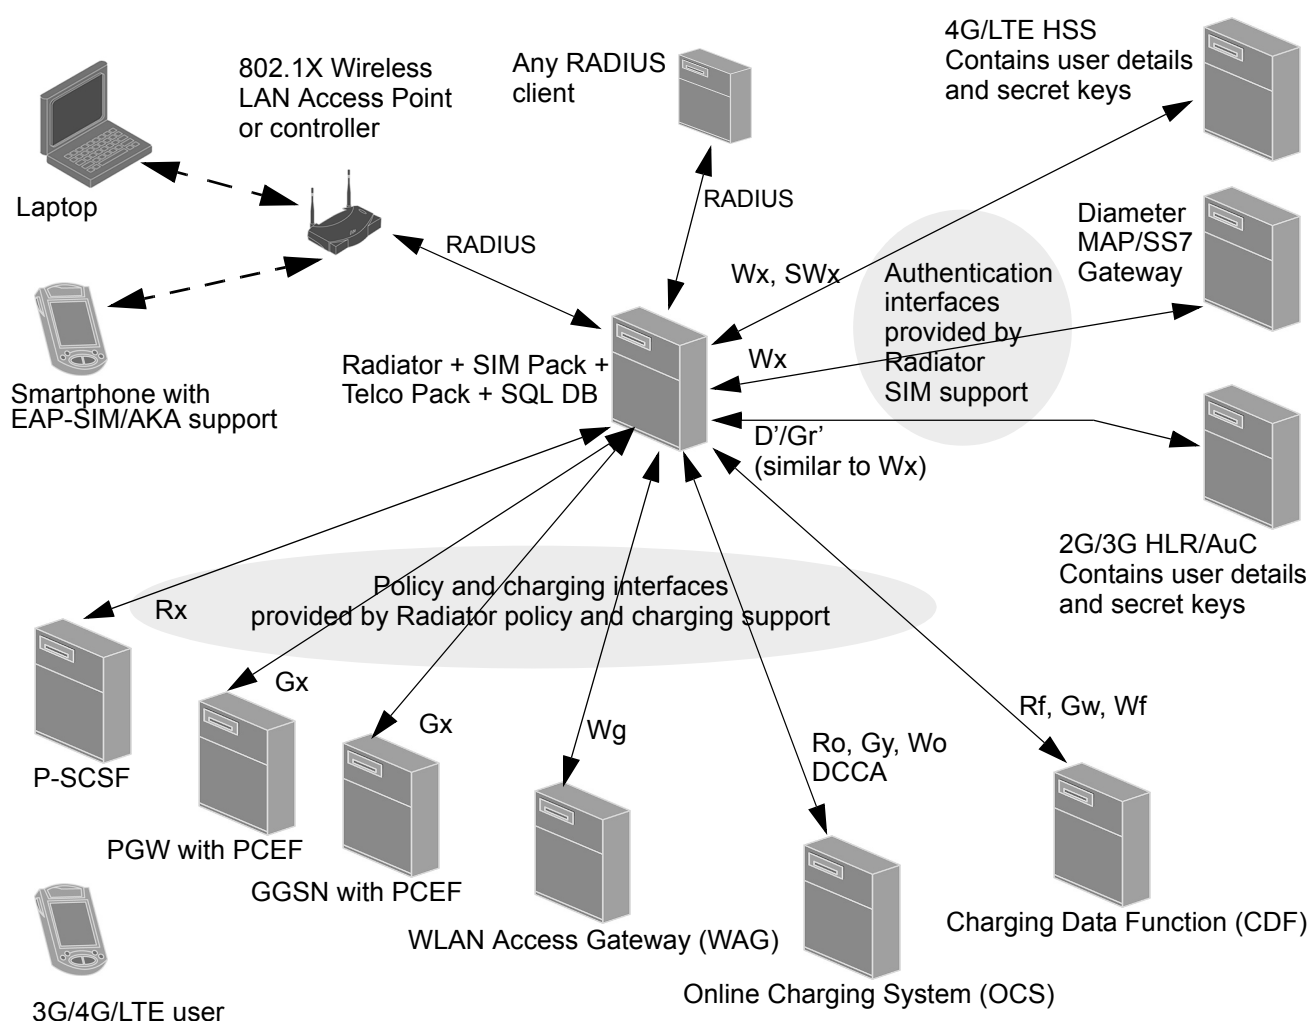 4G/LTE HSS
Contains user details
and secret keys
802.1X Wireless
LAN Access Point
or controller
Any RADIUS
client
Laptop
RADIUS
RADIUS
Diameter
MAP/SS7
Gateway
Wx, SWx
Authentication
interfaces
provided by
Radiator
SIM support
Wx
Radiator + SIM Pack +
Telco Pack + SQL DB
Smartphone with
EAP-SIM/AKA support
D’/Gr’
(similar to Wx)
2G/3G HLR/AuC
Contains user details
and secret keys
Policy and charging interfaces
provided by Radiator policy and charging support
Rx
Gx
Gx
Wg
Ro, Gy, Wo
DCCA
Rf, Gw, Wf
P-SCSF
PGW with PCEF
GGSN with PCEF
WLAN Access Gateway (WAG)
Charging Data Function (CDF)
Online Charging System (OCS)
3G/4G/LTE user